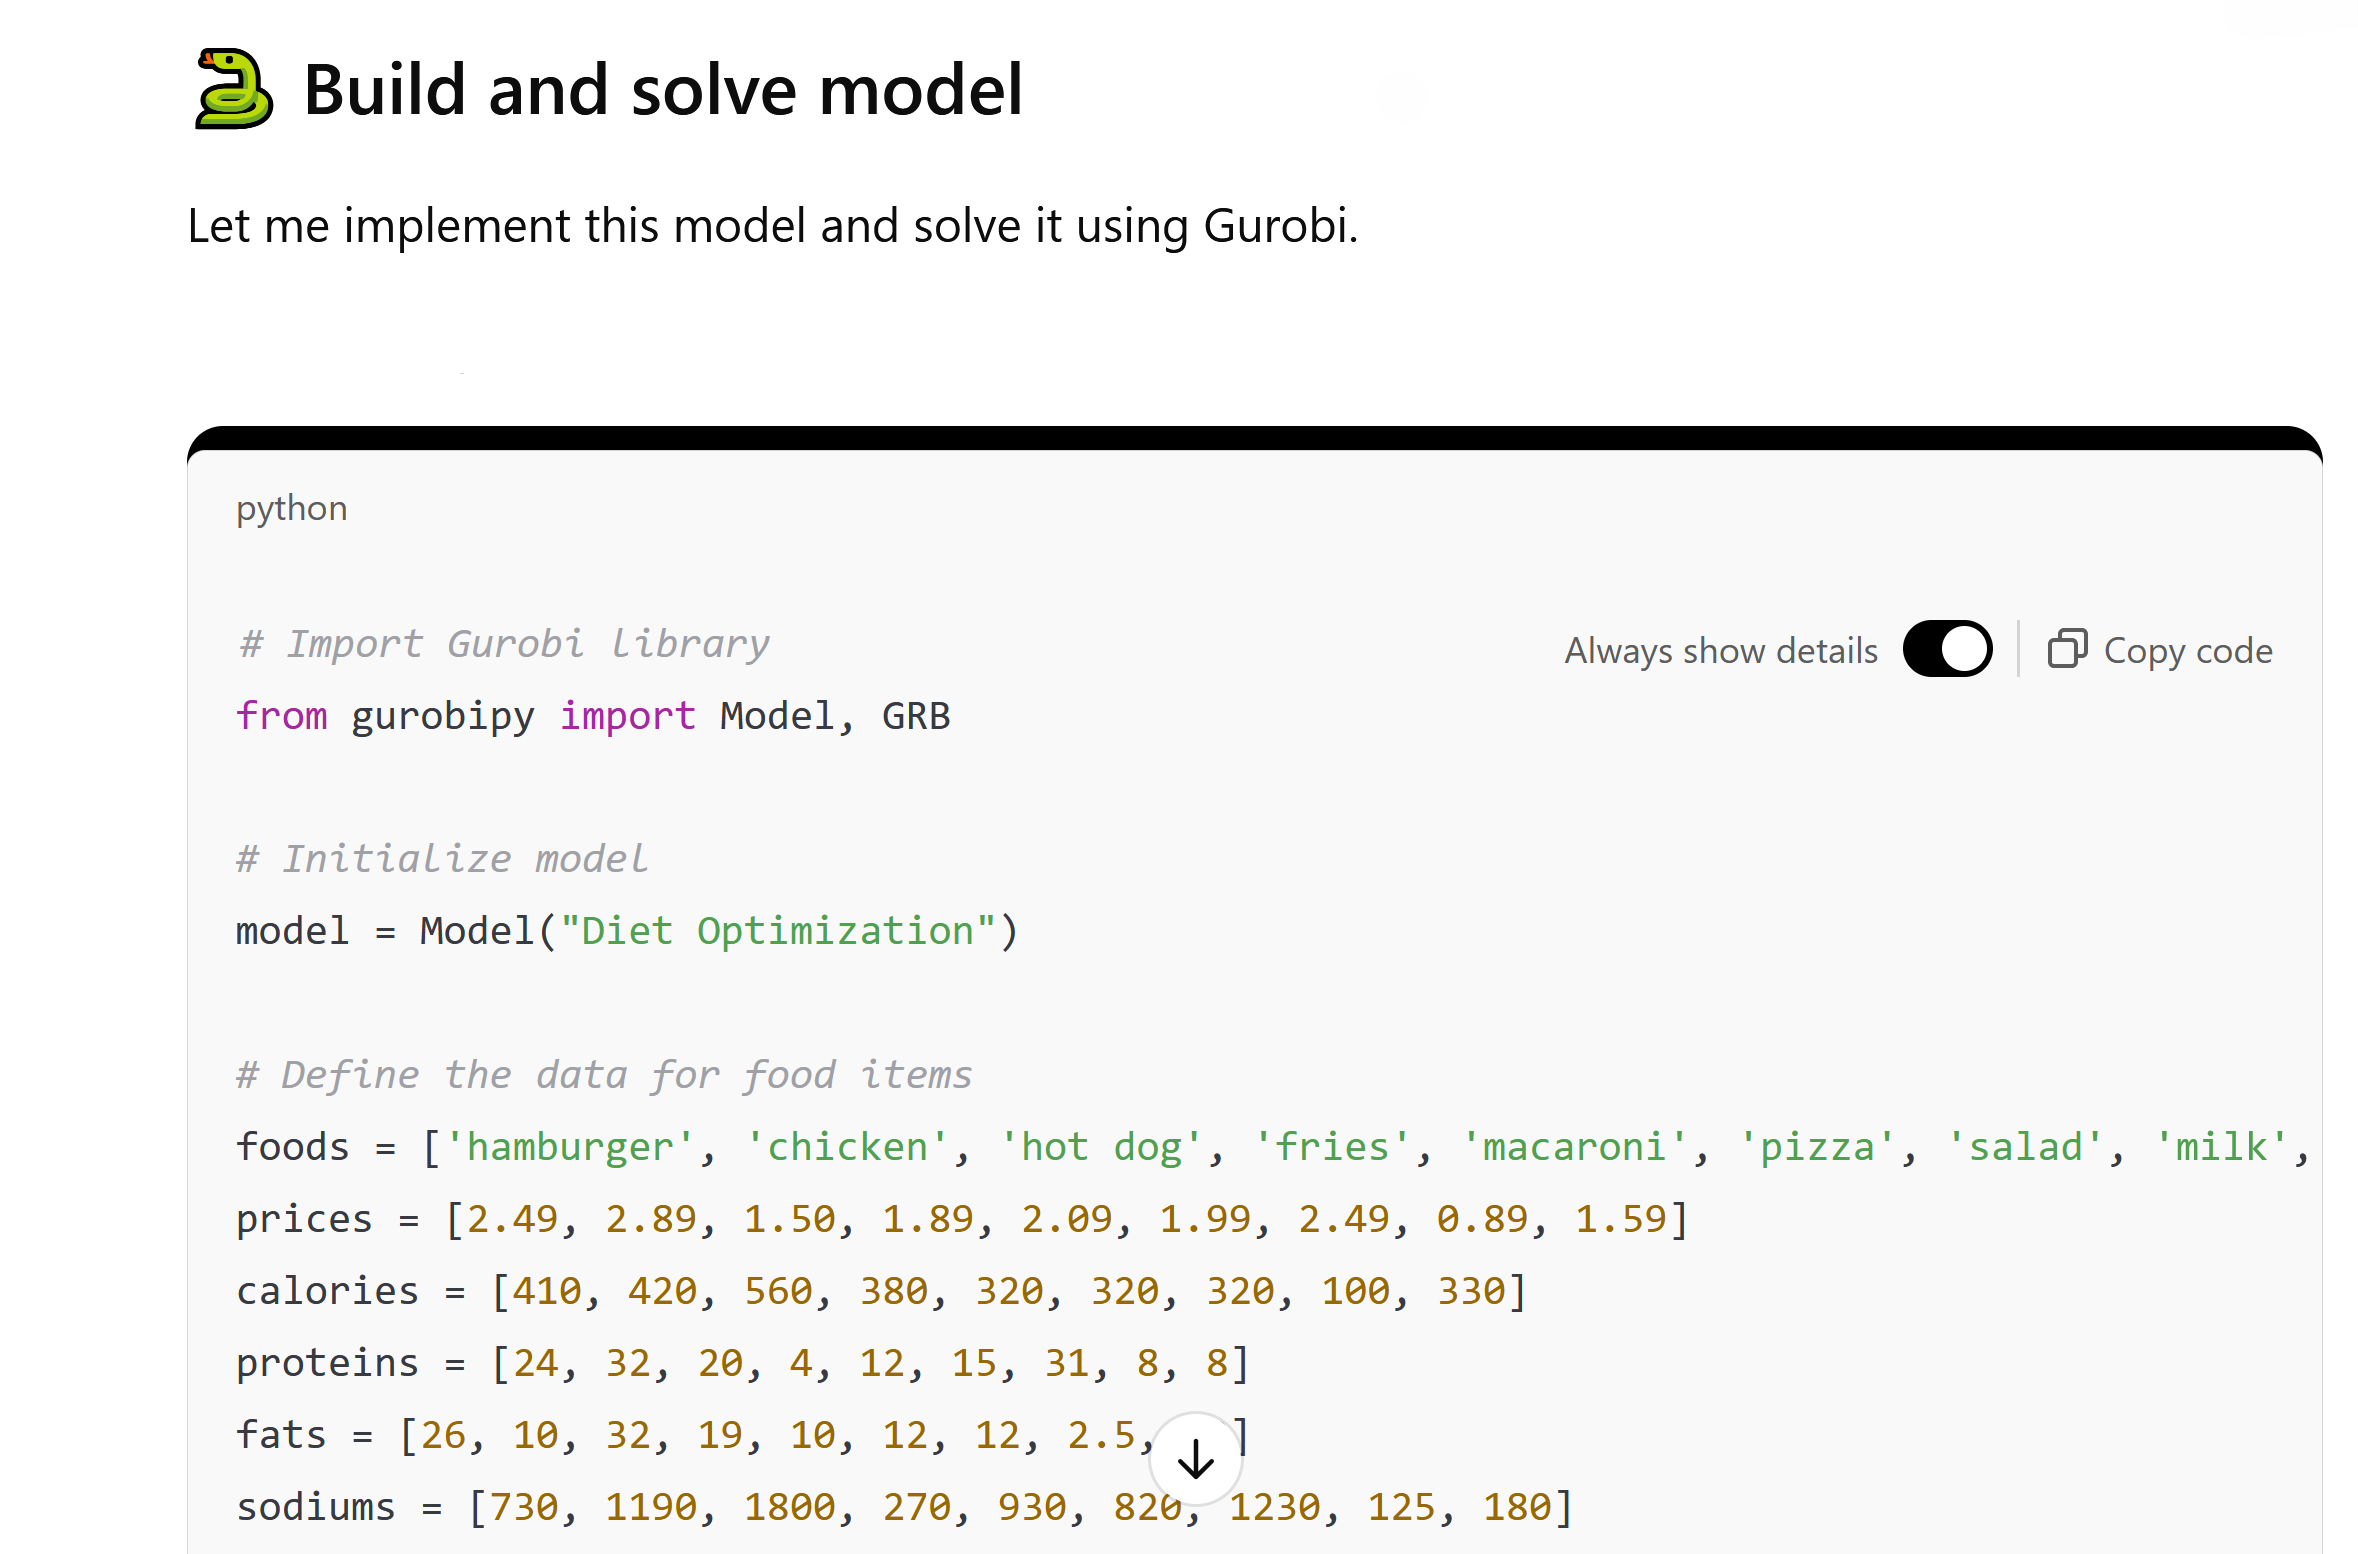 Build and solve model
Let me implement this model and solve it using Gurobi.
python
Always show details
Copy code
# Import Gurobi library
from gurobipy import Model, GRB
# Initialize model
model = Model("Diet Optimization")
# Define the data for food items
foods = ['hamburger', 'chicken', 'hot dog', 'fries', 'macaroni', 'pizza', 'salad', 'milk',
prices = [2.49, 2.89, 1.50, 1.89, 2.09, 1.99, 2.49, 0.89, 1.59]
calories = [410, 420, 560, 380, 320, 320, 320, 100, 330]
proteins = [24, 32, 20, 4, 12, 15, 31, 8, 8]
fats = [26, 10, 32, 19, 10, 12, 12, 2.5, ]
sodiums = [730, 1190, 1800, 270, 930, 820, 1230, 125, 180]